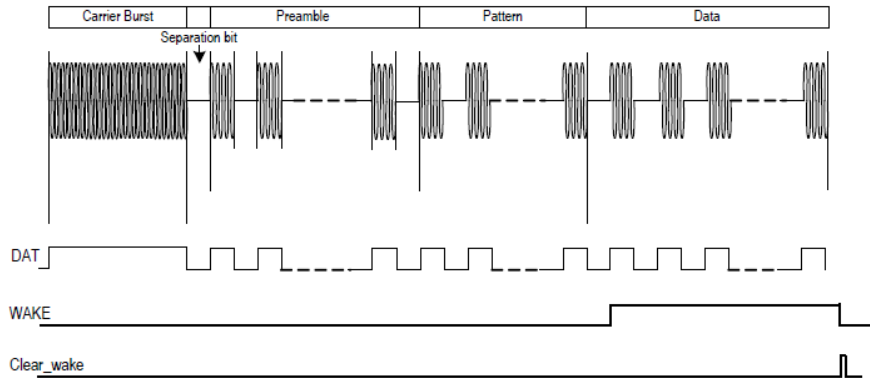 Carrier Burst Preamble Pattern Data
Separation bit
DAT
WAKE
Clear_wake